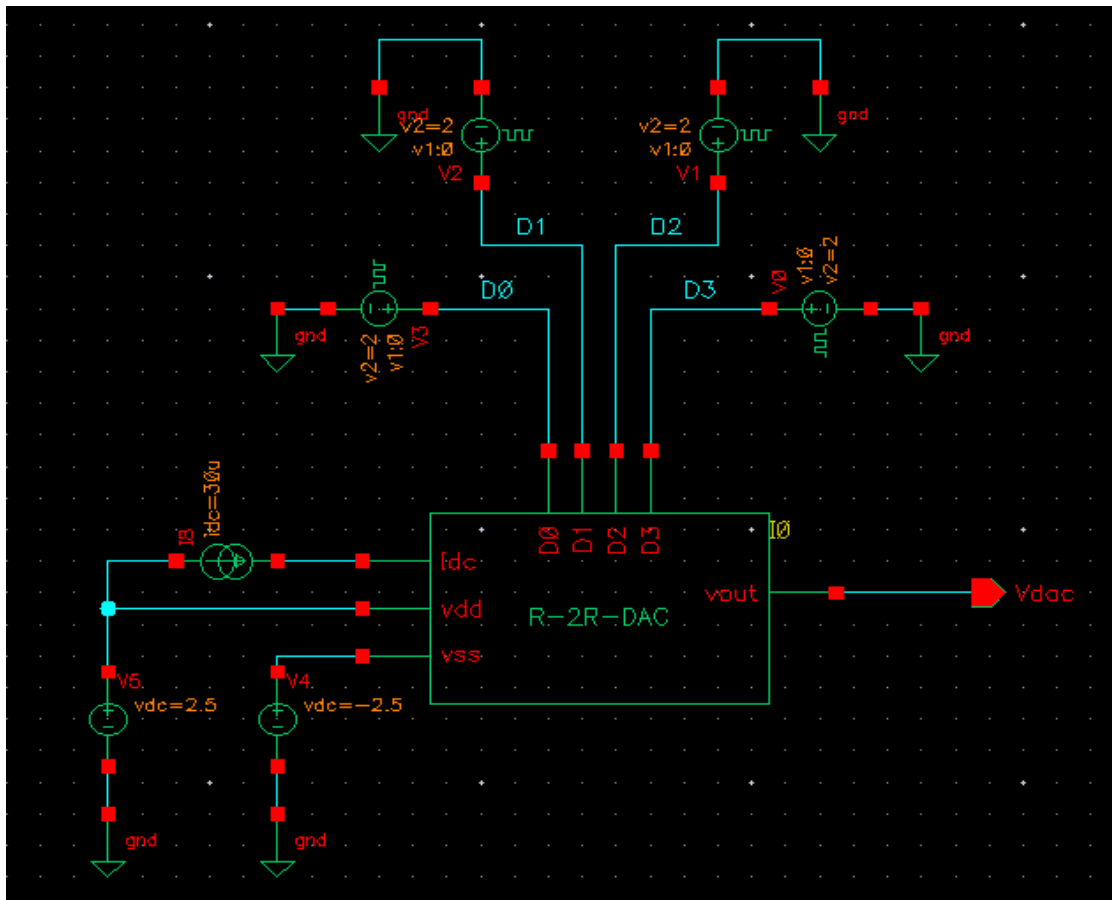 gnd
v2=2
v1:0
V2
v2=2
v1:0
V1
gnd
D1
D2
D0
D3
gnd
v2=2
v1:0
V3
V0
v1:0
v2=2
gnd
I8
idc=30u
Idc
vdd
vss
D0
D1
D2
D3
I0
vout
R-2R-DAC
Vdac
V5
vdc=2.5
V4
vdc=-2.5
gnd
gnd